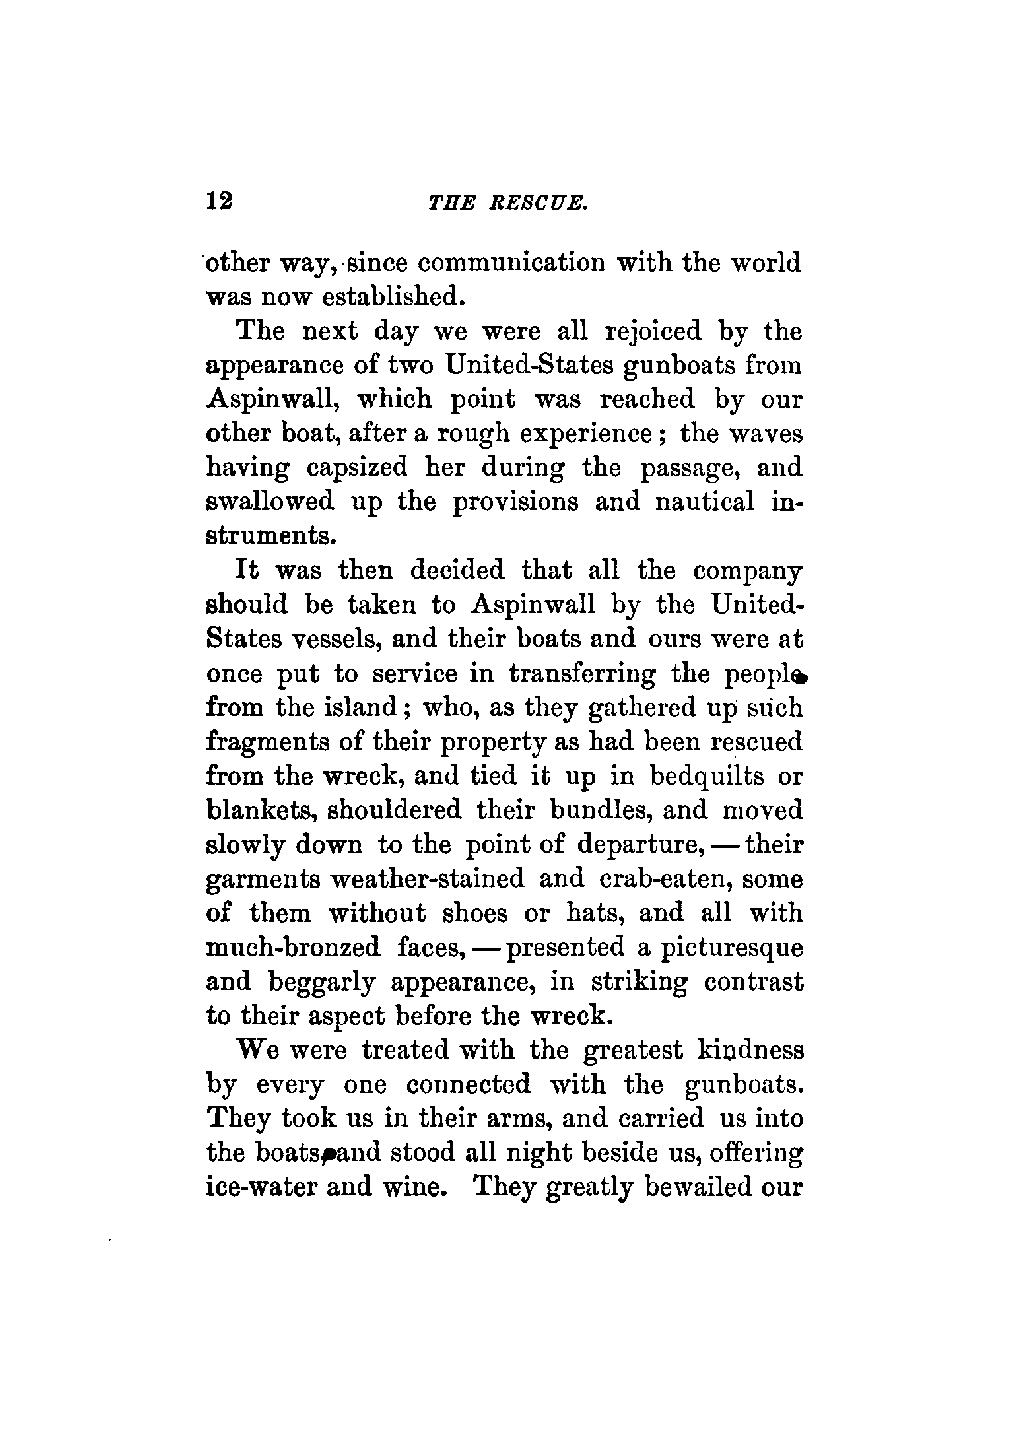 12 THE RESCUE.
other way, since communication with the world
was now established.
The next day we were all rejoiced by the
appearance of two United-States gunboats from
Aspinwall, which point was reached by our
other boat, after a rough experience; the waves
having capsized her during the passage, and
swallowed up the provisions and nautical in-
struments.
It was then decided that all the company
should be taken to Aspinwall by the United-
States vessels, and their boats and ours were at
once put to service in transferring the people
from the island; who, as they gathered up such
fragments of their property as had been rescued
from the wreck, and tied it up in bedquilts or
blankets, shouldered their bundles, and moved
slowly down to the point of departure,—their
garments weather-stained and crab-eaten, some
of them without shoes or hats, and all with
much-bronzed faces,—presented a picturesque
and beggarly appearance, in striking contrast
to their aspect before the wreck.
We were treated with the greatest kindness
by every one connected with the gunboats.
They took us in their arms, and carried us into
the boats, and stood all night beside us, offering
ice-water and wine. They greatly bewailed our